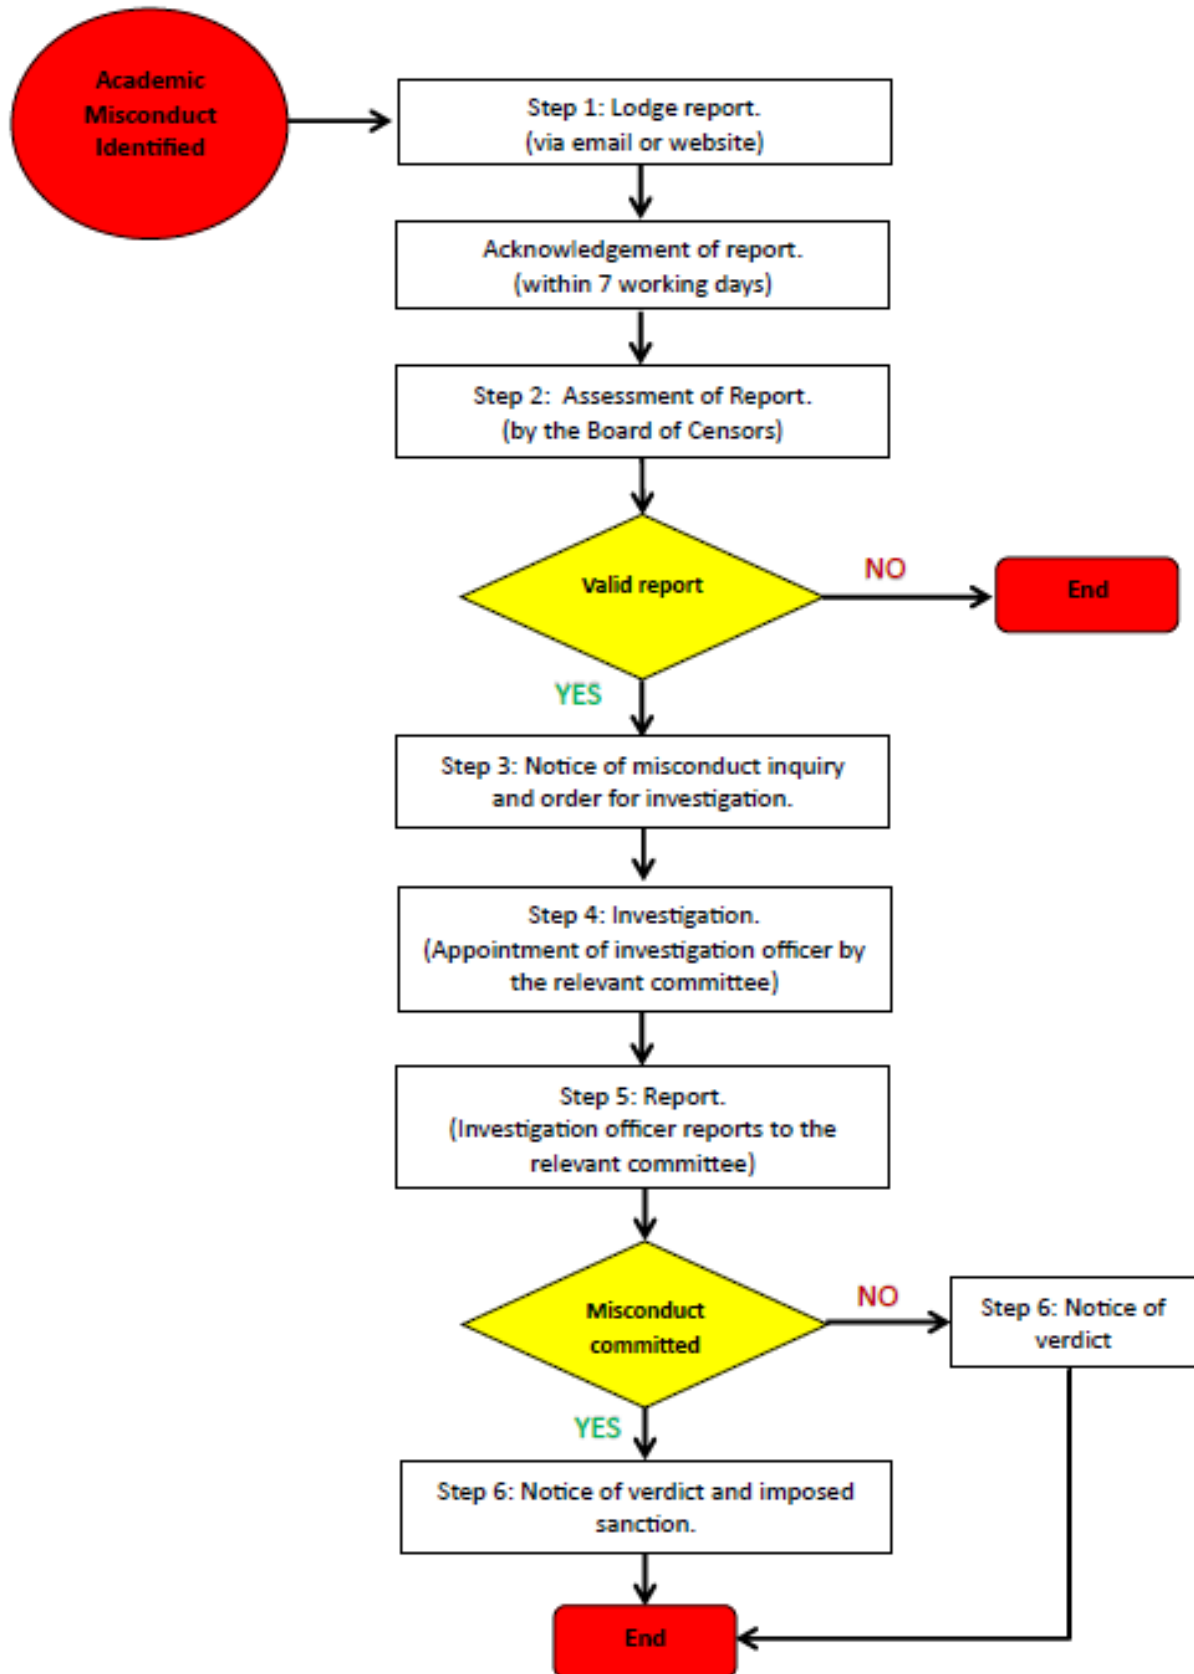 Academic
Misconduct
Identified
Step 1: Lodge report.
(via email or website)
Acknowledgement of report.
(within 7 working days)
Step 2:  Assessment of Report.
(by the Board of Censors)
Valid report
NO
End
YES
Step 3: Notice of misconduct inquiry
and order for investigation.
Step 4: Investigation.
(Appointment of investigation officer by
the relevant committee)
Step 5: Report.
(Investigation officer reports to the
relevant committee)
Misconduct
committed
NO
Step 6: Notice of
verdict
YES
Step 6: Notice of verdict and imposed
sanction.
End